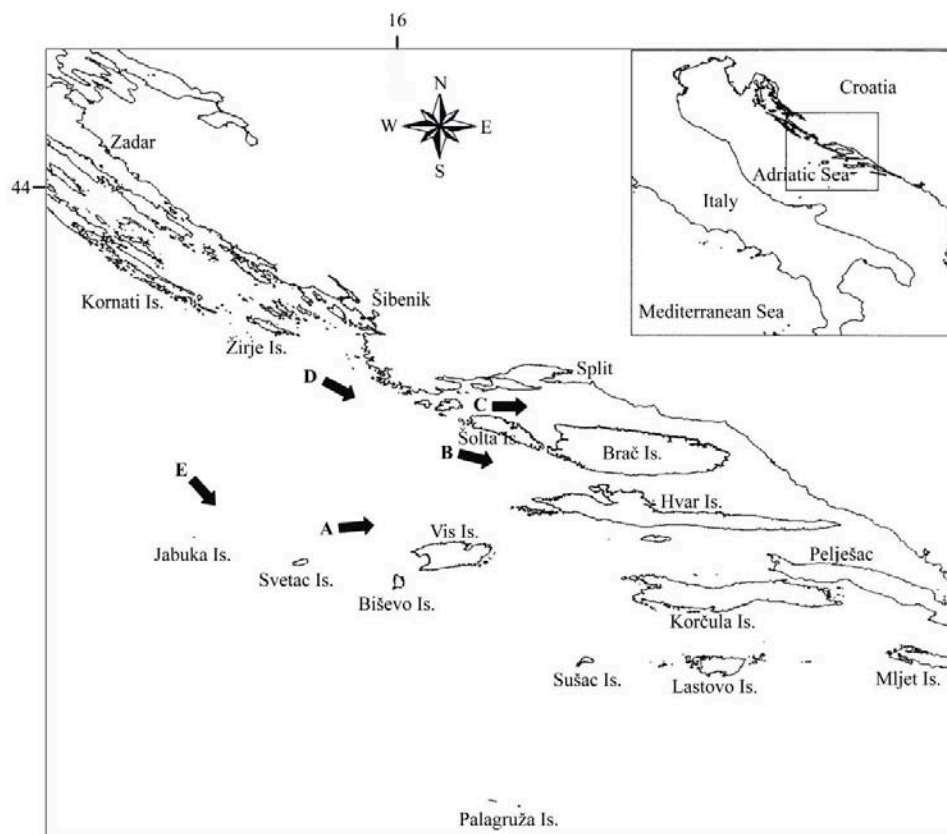 16
N
W E
S
Croatia
Zadar
44
Adriatic Sea
Italy
Kornati Is.
Šibenik
Mediterranean Sea
Žirje Is.
Split
D
C
Šolta Is.
B
Brač Is.
E
Hvar Is.
A
Vis Is.
Jabuka Is.
Pelješac
Svetac Is.
Biševo Is.
Korčula Is.
Sušac Is.
Lastovo Is.
Mljet Is.
Palagruža Is.